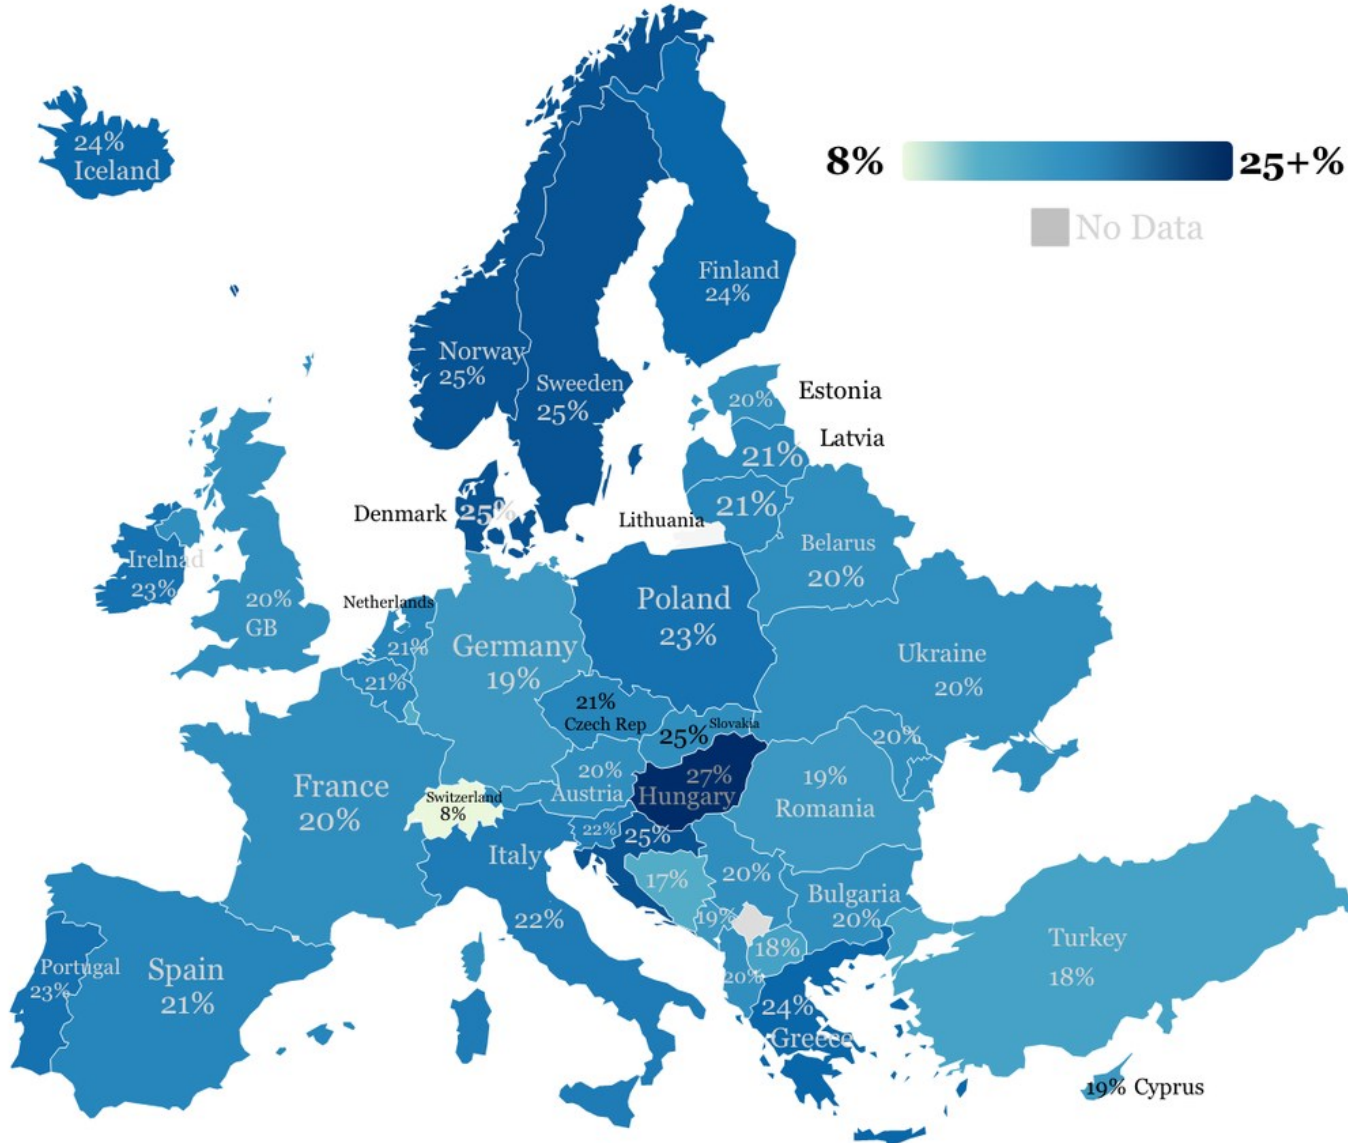 24%
Iceland
8%
25+%
No Data
Finland
24%
Norway
25%
Sweeden
25%
20%
Estonia
Latvia
21%
21%
Lithuania
Denmark
25%
Belarus
20%
Irelnad
23%
20%
GB
Netherlands
21%
21%
Germany
19%
Poland
23%
Ukraine
20%
21%
Czech Rep
Slovakia
25%
France
20%
Switzerland
8%
20%
Austria
27%
Hungary
19%
Romania
20%
Italy
22%
22%
25%
17%
20%
19%
18%
20%
Bulgaria
20%
24%
Greece
Portugal
23%
Spain
21%
Turkey
18%
19% Cyprus